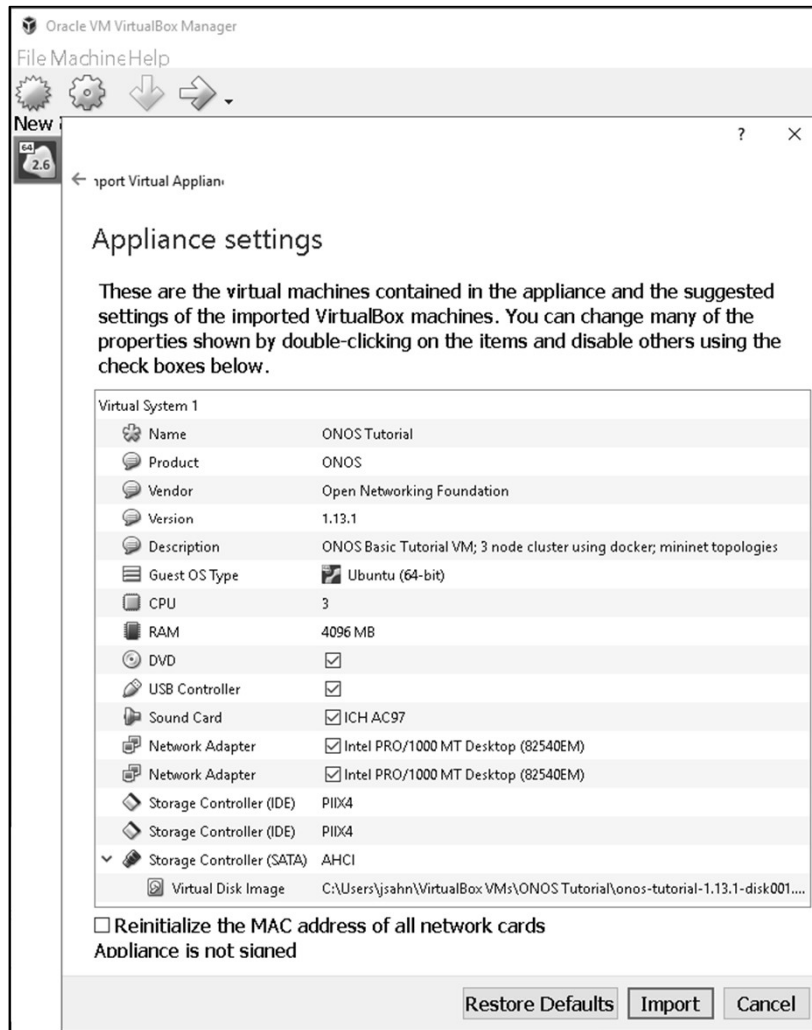 Oracle VM VirtualBox Manager
File Machine Help
New
64
2.6
? ×
← nport Virtual Applian
Appliance settings
These are the virtual machines contained in the appliance and the suggested
settings of the imported VirtualBox machines. You can change many of the
properties shown by double-clicking on the items and disable others using the
check boxes below.
Virtual System 1
Name ONOS Tutorial
Product ONOS
Vendor Open Networking Foundation
Version 1.13.1
Description ONOS Basic Tutorial VM; 3 node cluster using docker; mininet topologies
Guest OS Type Ubuntu (64-bit)
CPU 3
RAM 4096 MB
DVD
USB Controller
Sound Card ICH AC97
Network Adapter Intel PRO/1000 MT Desktop (82540EM)
Network Adapter Intel PRO/1000 MT Desktop (82540EM)
Storage Controller (IDE) PIIX4
Storage Controller (IDE) PIIX4
Storage Controller (SATA) AHCI
Virtual Disk Image C:\Users\jsahn\VirtualBox VMs\ONOS Tutorial\onos-tutorial-1.13.1-disk001....
Reinitialize the MAC address of all network cards
Appliance is not signed
Restore Defaults Import Cancel